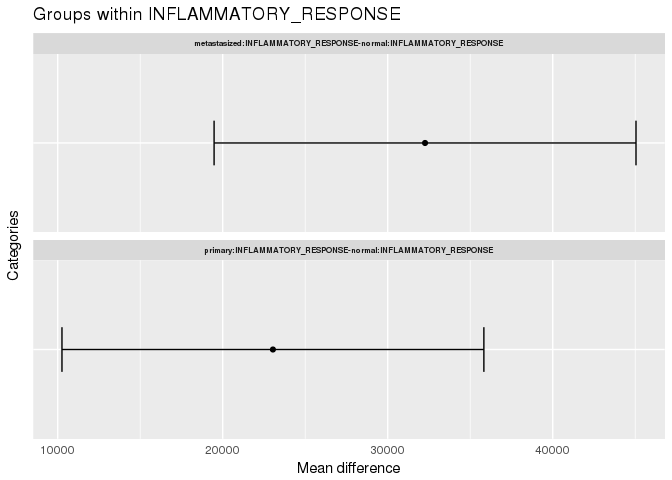 Groups within INFLAMMATORY_RESPONSE
metastasized:INFLAMMATORY_RESPONSE-normal:INFLAMMATORY_RESPONSE
Categories
primary:INFLAMMATORY_RESPONSE-normal:INFLAMMATORY_RESPONSE
10000 20000 30000 40000
Mean difference